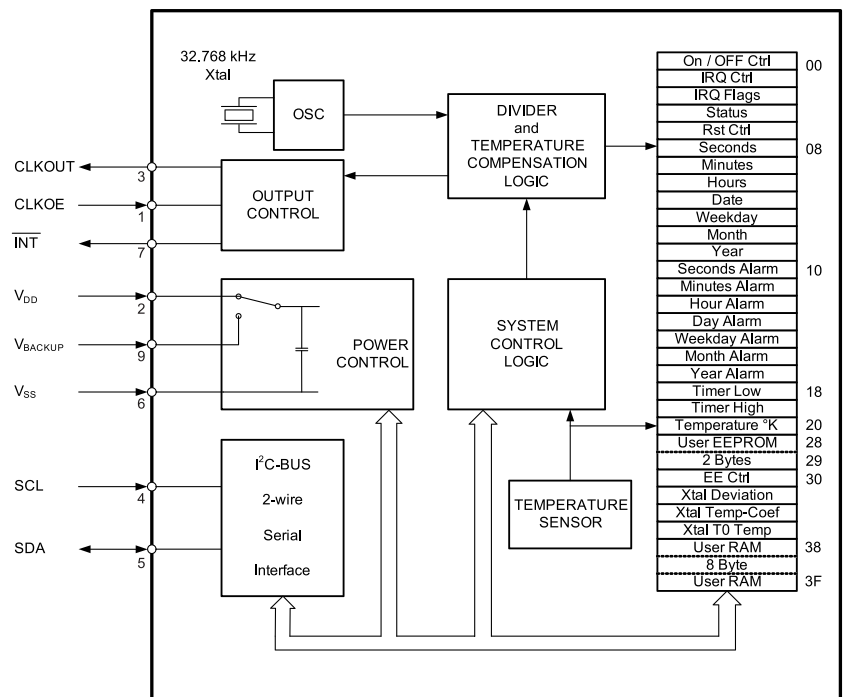 32.768 kHz
Xtal
OSC
DIVIDER
and
TEMPERATURE
COMPENSATION
LOGIC
CLKOUT
3
CLKOE
1
INT
7
OUTPUT
CONTROL
VDD
2
VBACKUP
9
VSS
6
POWER
CONTROL
SYSTEM
CONTROL
LOGIC
SCL
4
SDA
5
I²C-BUS
2-wire
Serial
Interface
TEMPERATURE
SENSOR
On / OFF Ctrl 00
IRQ Ctrl
IRQ Flags
Status
Rst Ctrl
Seconds 08
Minutes
Hours
Date
Weekday
Month
Year
Seconds Alarm 10
Minutes Alarm
Hour Alarm
Day Alarm
Weekday Alarm
Month Alarm
Year Alarm
Timer Low 18
Timer High
Temperature °K 20
User EEPROM 28
2 Bytes 29
EE Ctrl 30
Xtal Deviation
Xtal Temp-Coef
Xtal T0 Temp
User RAM 38
8 Byte
User RAM 3F